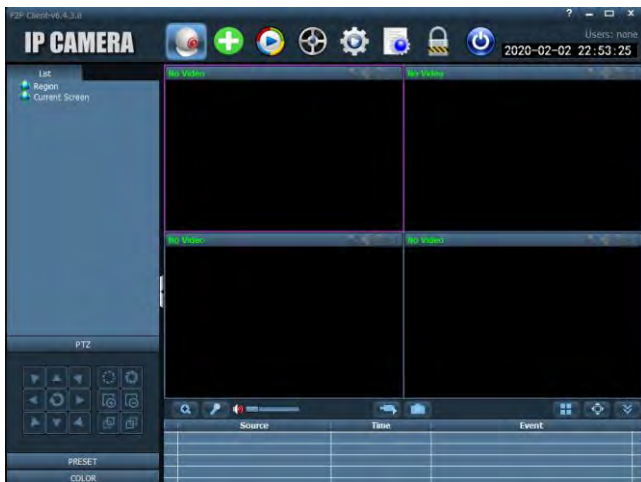 P2P Client-v6.4.3.0
?
IP CAMERA
Users: none
2020-02-02 22:53:25
List
Region
Current Screen
No Video
No Video
No Video
No Video
PTZ
Source Time Event
PRESET
COLOR